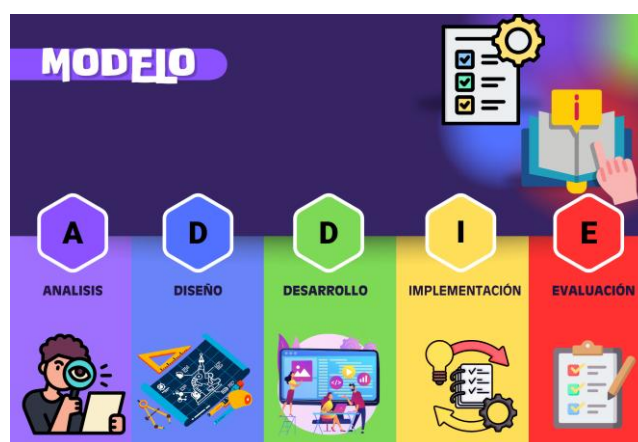 MODELO
i
A
D
D
I
E
ANALISIS
DISEÑO
DESARROLLO
IMPLEMENTACIÓN
EVALUACIÓN